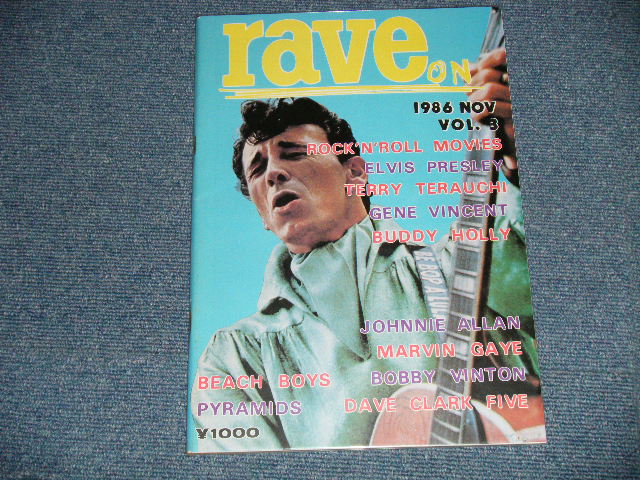 rave ON
1986 NOV
VOL. 3
ROCK'N'ROLL MOVIES
ELVIS PRESLEY
TERRY TERAUCHI
GENE VINCENT
BUDDY HOLLY
JOHNNIE ALLAN
MARVIN GAYE
BEACH BOYS BOBBY VINTON
PYRAMIDS DAVE CLARK FIVE
¥1000